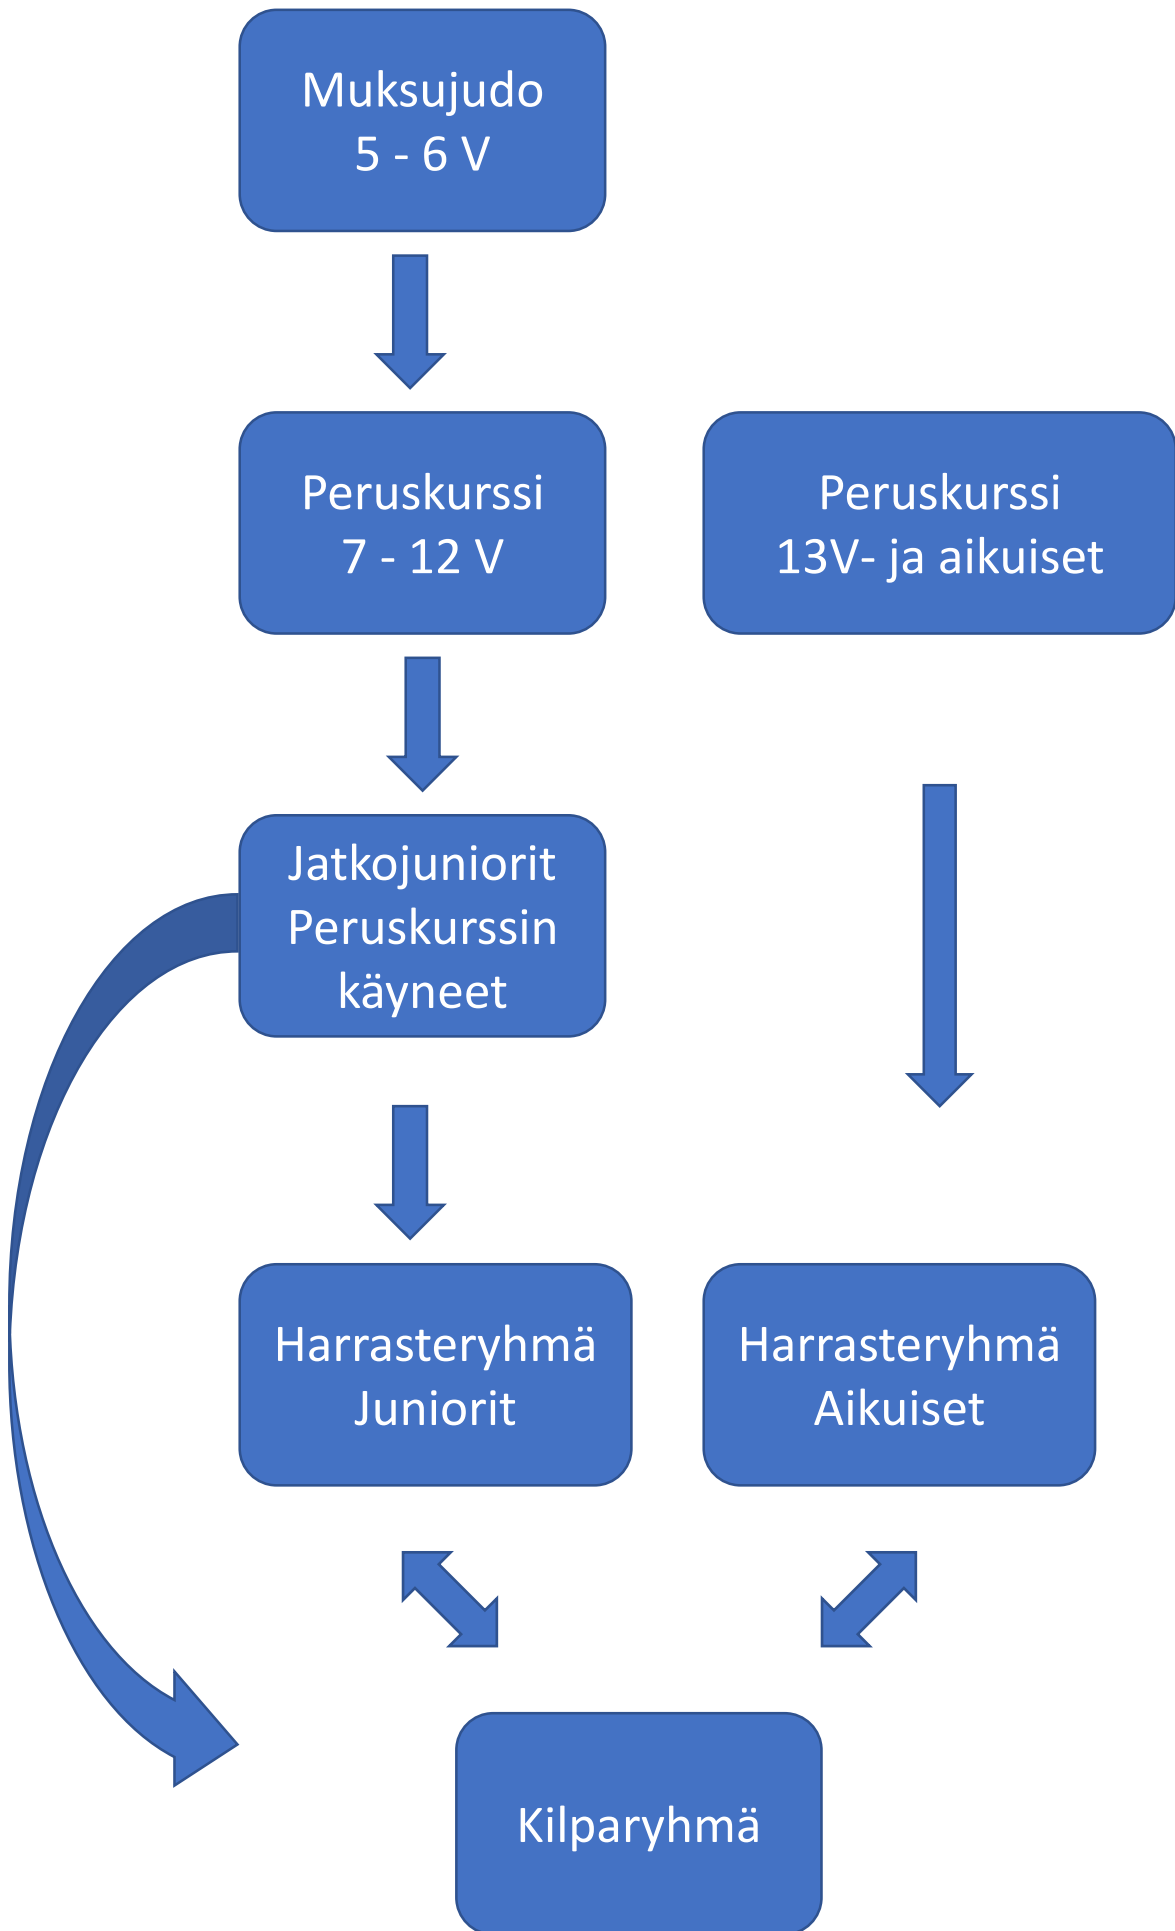 Muksujudo
5 - 6 V
Peruskurssi
7 - 12 V
Peruskurssi
13V- ja aikuiset
Jatkojuniorit
Peruskurssin
käyneet
Harrasteryhmä
Juniorit
Harrasteryhmä
Aikuiset
Kilparyhmä